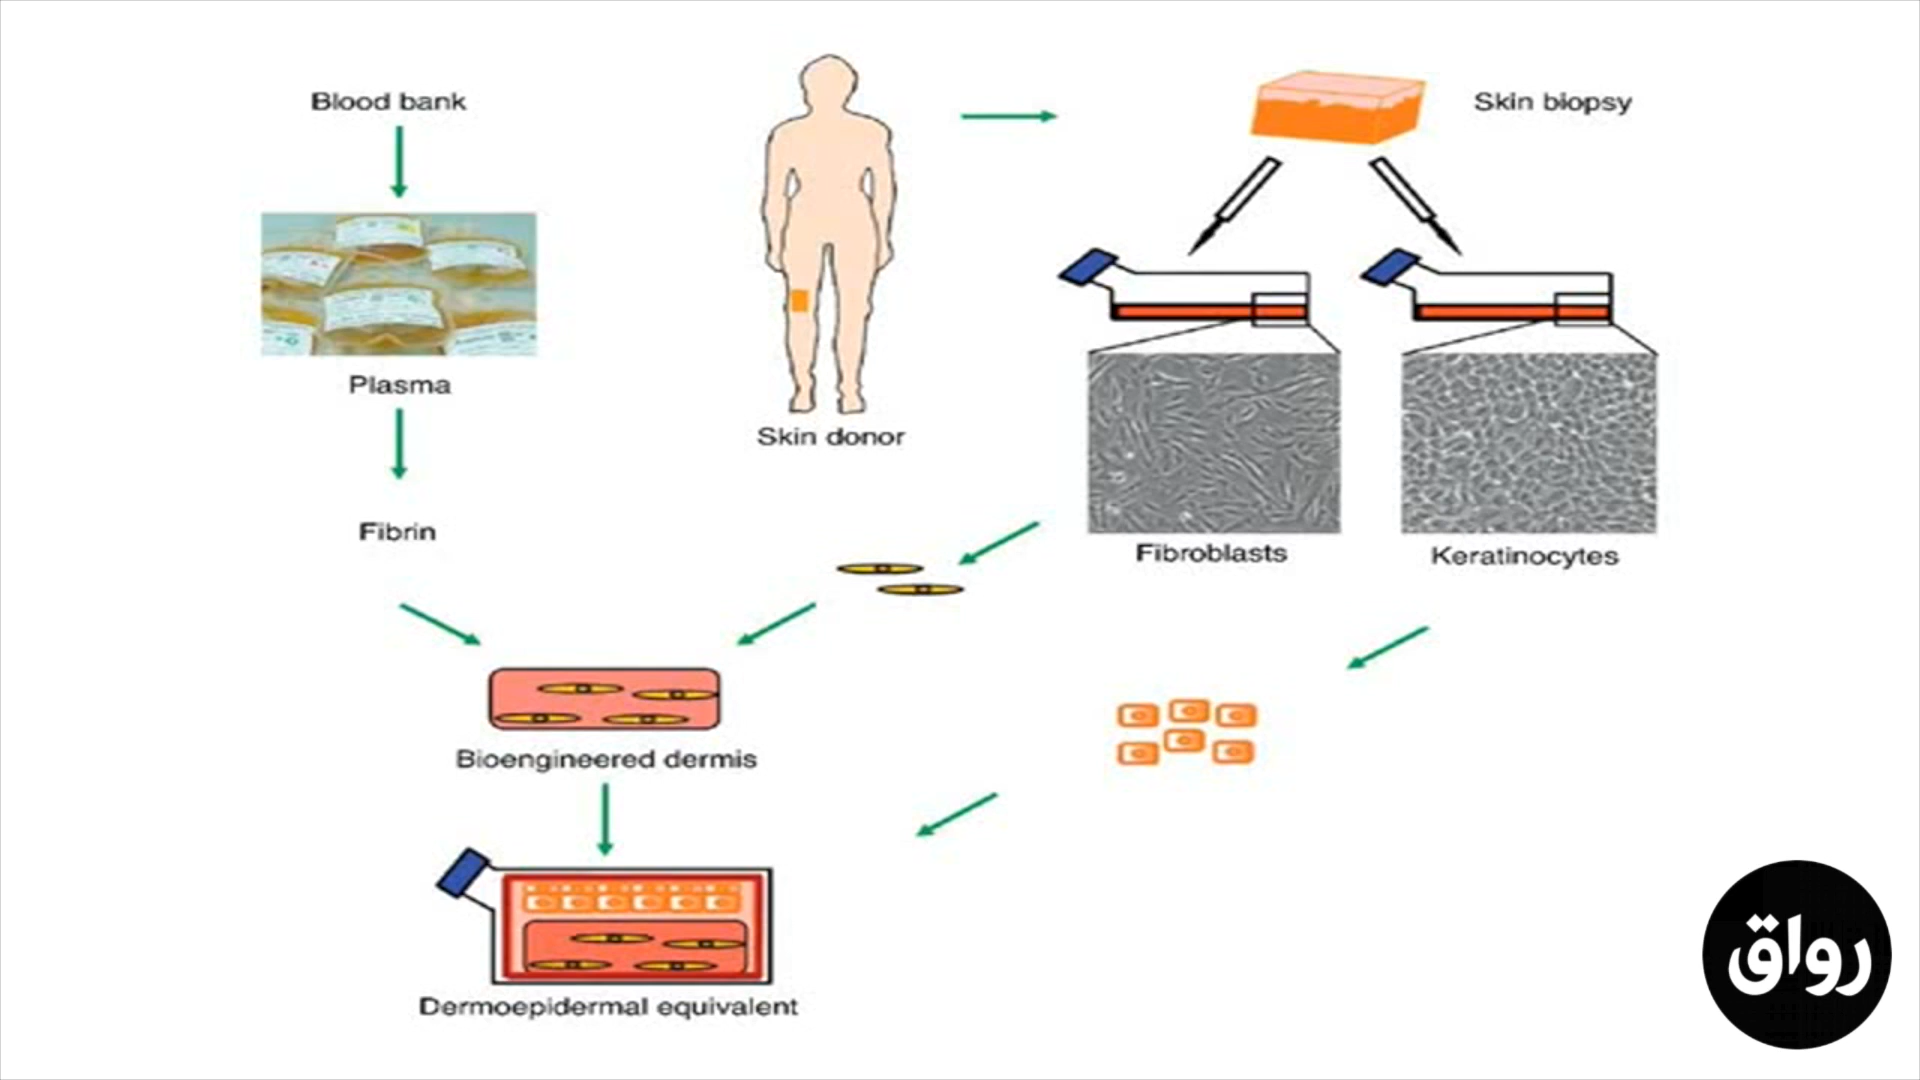 Blood bank
Skin biopsy
Plasma
Skin donor
Fibrin
Fibroblasts
Keratinocytes
Bioengineered dermis
Dermoepidermal equivalent
رواق